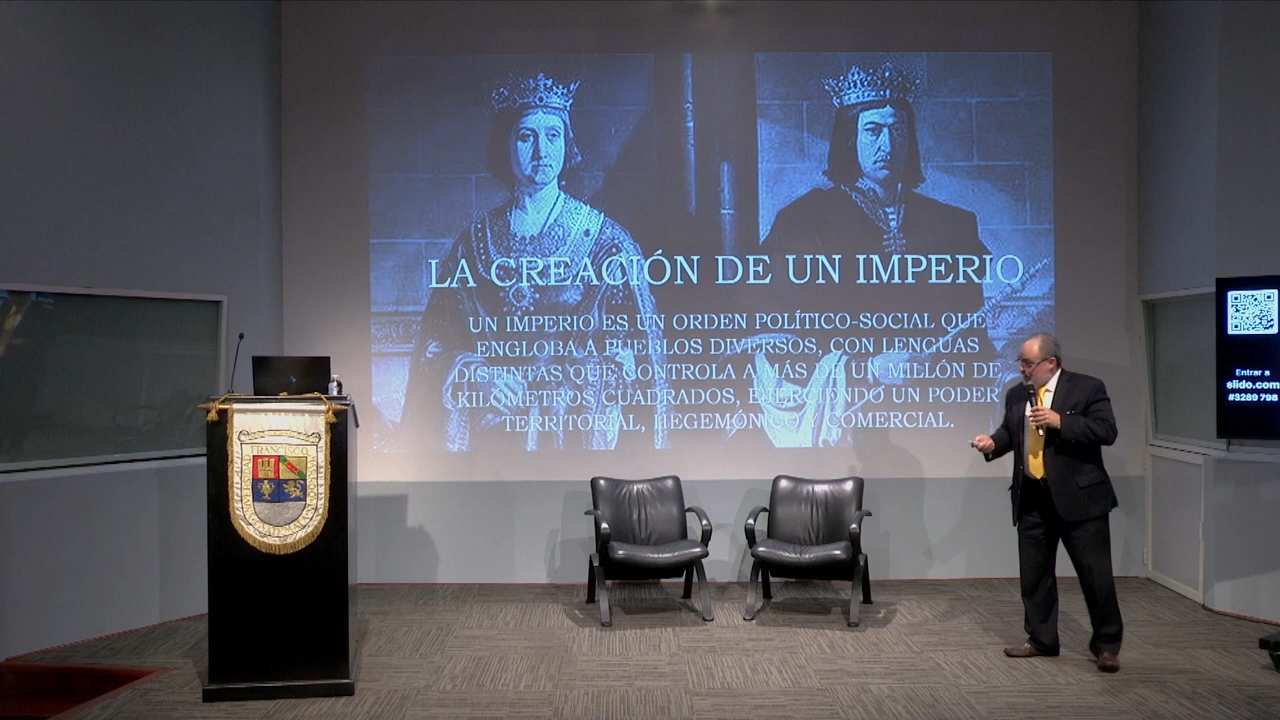 LA CREACIÓN DE UN IMPERIO
UN IMPERIO ES UN ORDEN POLÍTICO-SOCIAL QUE
ENGLOBA A PUEBLOS DIVERSOS, CON LENGUAS
DISTINTAS QUE CONTROLA A MÁS DE UN MILLÓN DE
KILÓMETROS CUADRADOS, EJERCIENDO UN PODER
TERRITORIAL, HEGEMÓNICO Y COMERCIAL.
Entrar a
slido.com
#3289 798
FRANCISCO